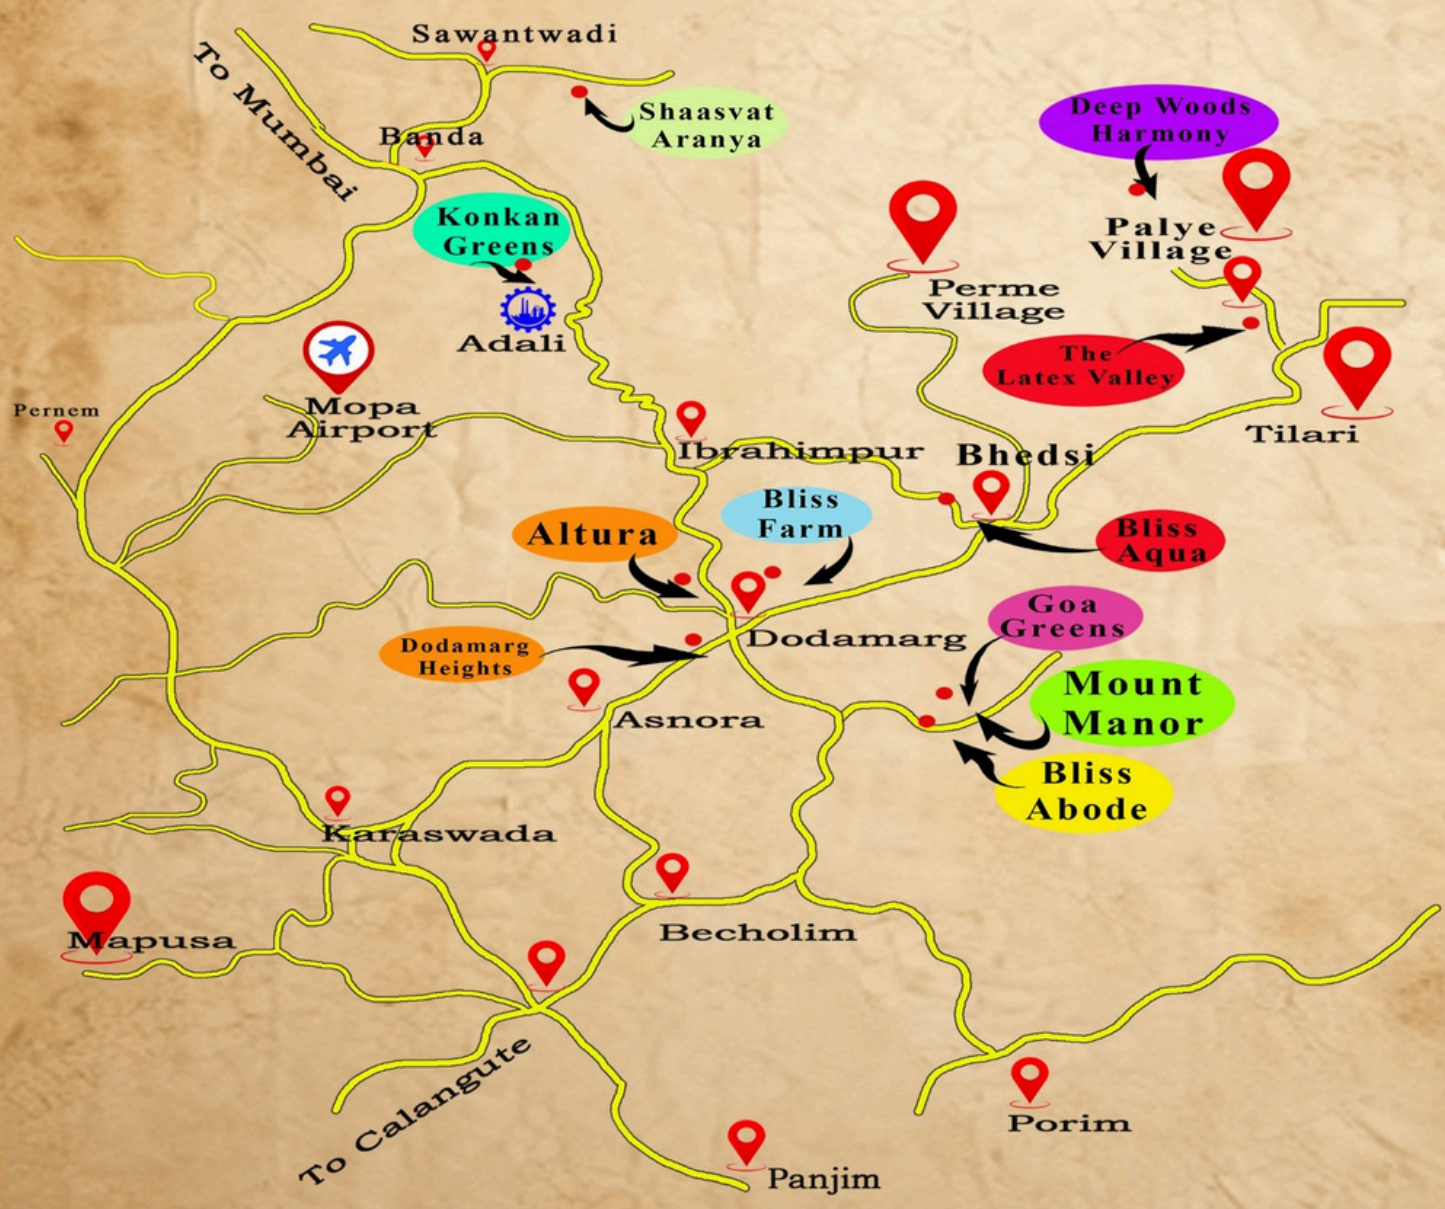 Sawantwadi
To Mumbai
Banda
Shaasvat
Aranya
Deep Woods
Harmony
Konkan
Greens
Palye
Village
Perme
Village
Adali
The
Latex Valley
Mopa
Airport
Pernem
Tilari
Ibrahimpur
Bhedsi
Bliss
Farm
Altura
Bliss
Aqua
Goa
Greens
Dodamarg
Dodamarg
Heights
Mount
Manor
Asnora
Bliss
Abode
Karaswada
Becholim
Mapusa
To Calangute
Porim
Panjim